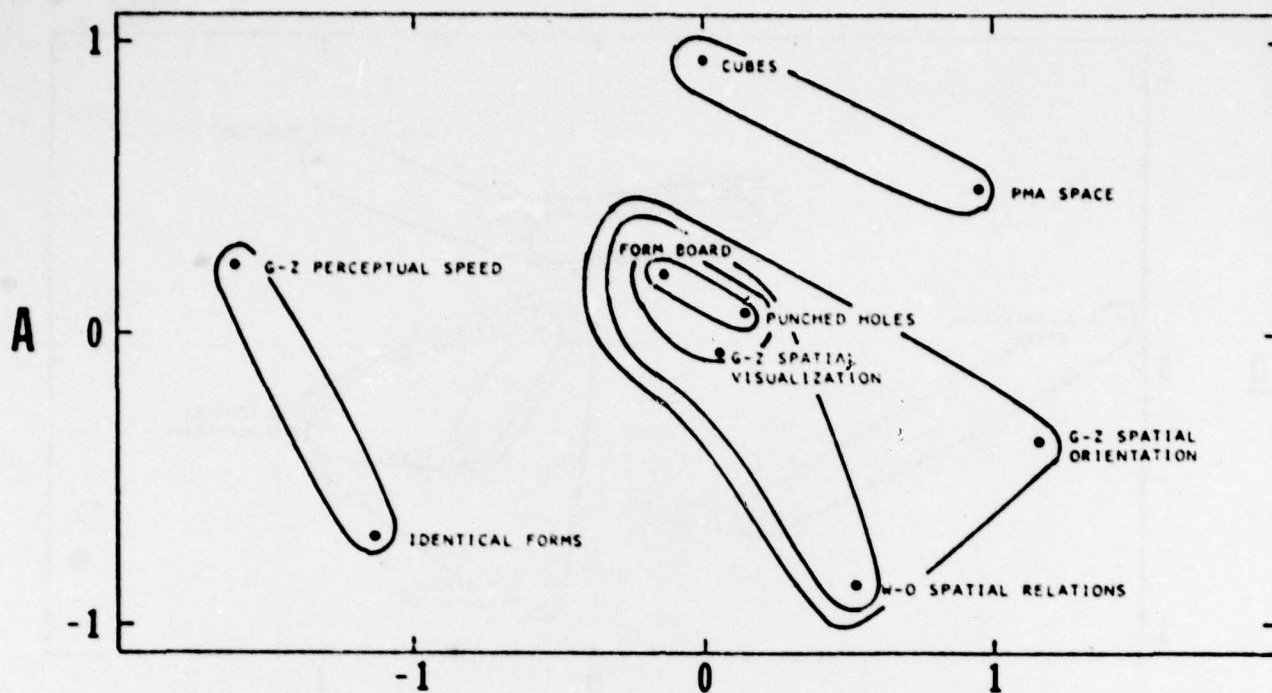 1
CUBES
PMA SPACE
FORM BOARD
G-Z PERCEPTUAL SPEED
A
0
PUNCHED HOLES
G-Z SPATIAL
VISUALIZATION
G-Z SPATIAL
ORIENTATION
IDENTICAL FORMS
W-O SPATIAL RELATIONS
-1
-1
0
1